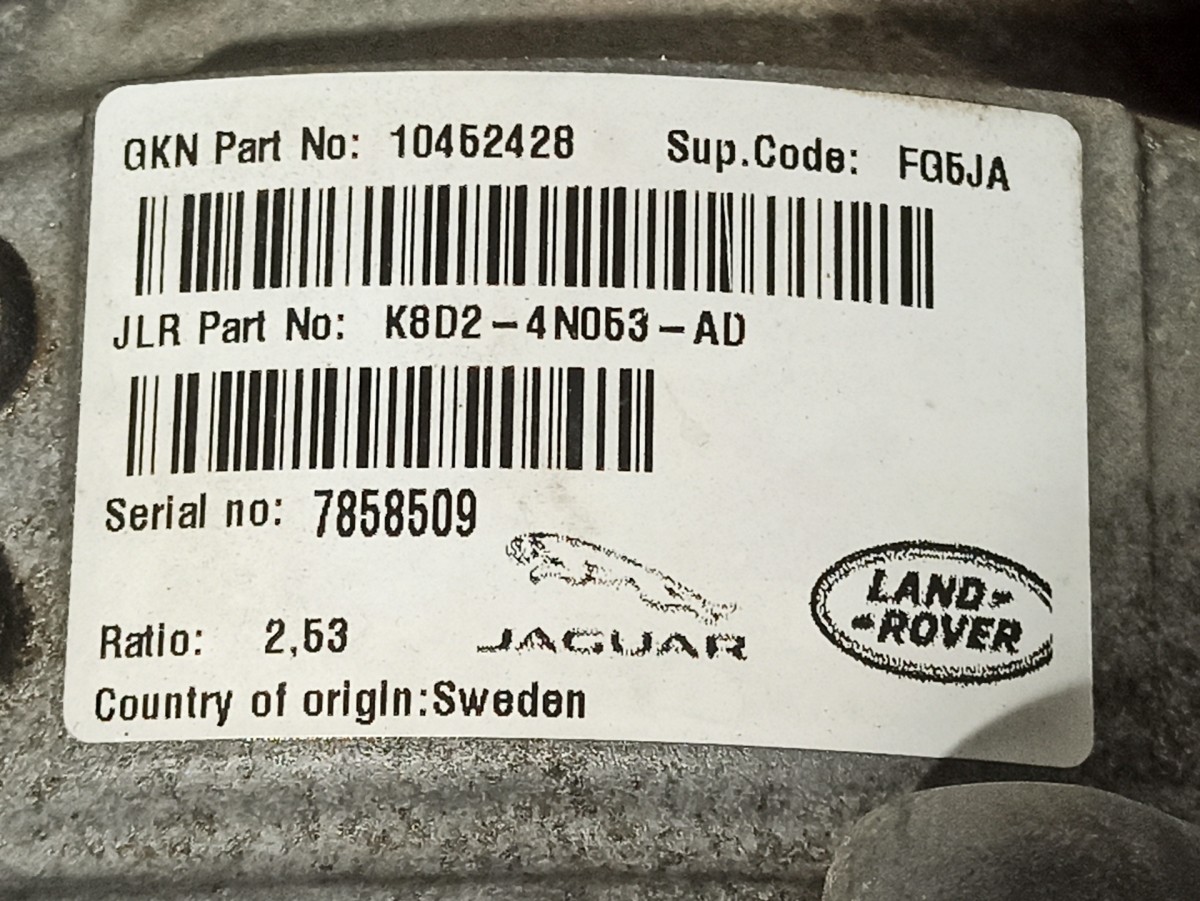 GKN Part No: 10452428 Sup.Code: FG5JA
JLR Part No: K8D2-4N053-AD
Serial no: 7858509
Ratio: 2,53
JAGUAR
LAND-
-ROVER
Country of origin:Sweden